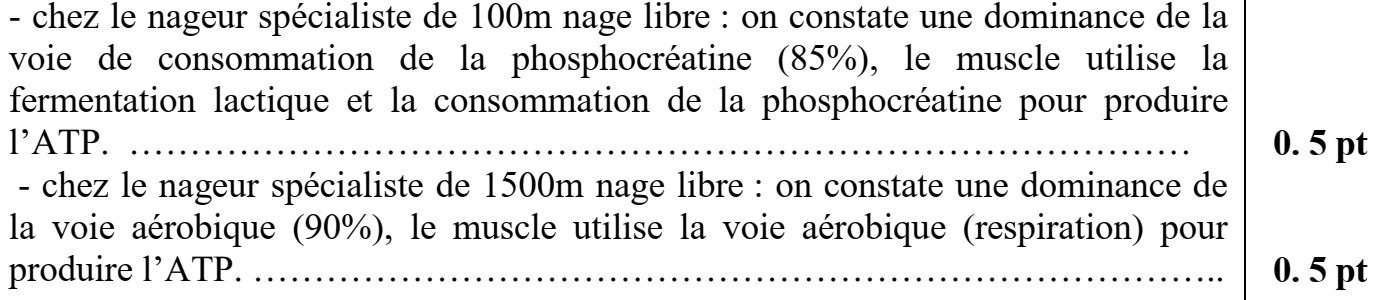 - chez le nageur spécialiste de 100m nage libre : on constate une dominance de la
voie de consommation de la phosphocréatine (85%), le muscle utilise la
fermentation lactique et la consommation de la phosphocréatine pour produire
l’ATP. ……………………………………………………………………………… 0. 5 pt
- chez le nageur spécialiste de 1500m nage libre : on constate une dominance de
la voie aérobique (90%), le muscle utilise la voie aérobique (respiration) pour
produire l’ATP. …………………………………………………………………….. 0. 5 pt